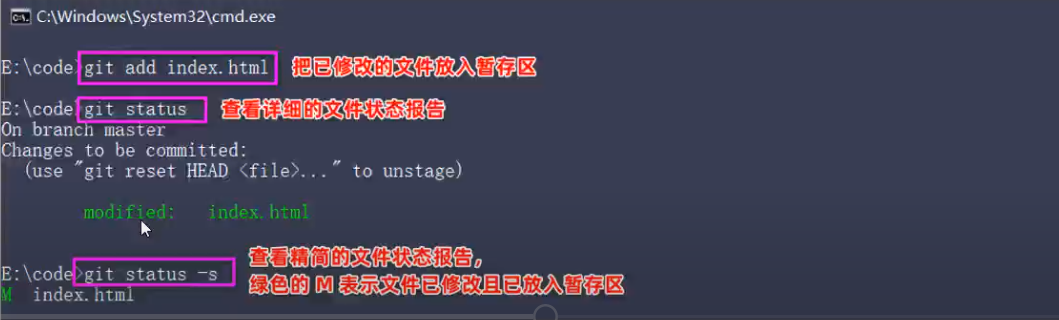 C:\Windows\System32\cmd.exe
E:\code>git add index.html 把已修改的文件放入暂存区
E:\code>git status 查看详细的文件状态报告
On branch master
Changes to be committed:
(use "git reset HEAD <file>..." to unstage)
modified: index.html
查看精简的文件状态报告，
E:\code>git status -s 绿色的 M 表示文件已修改且已放入暂存区
M index.html